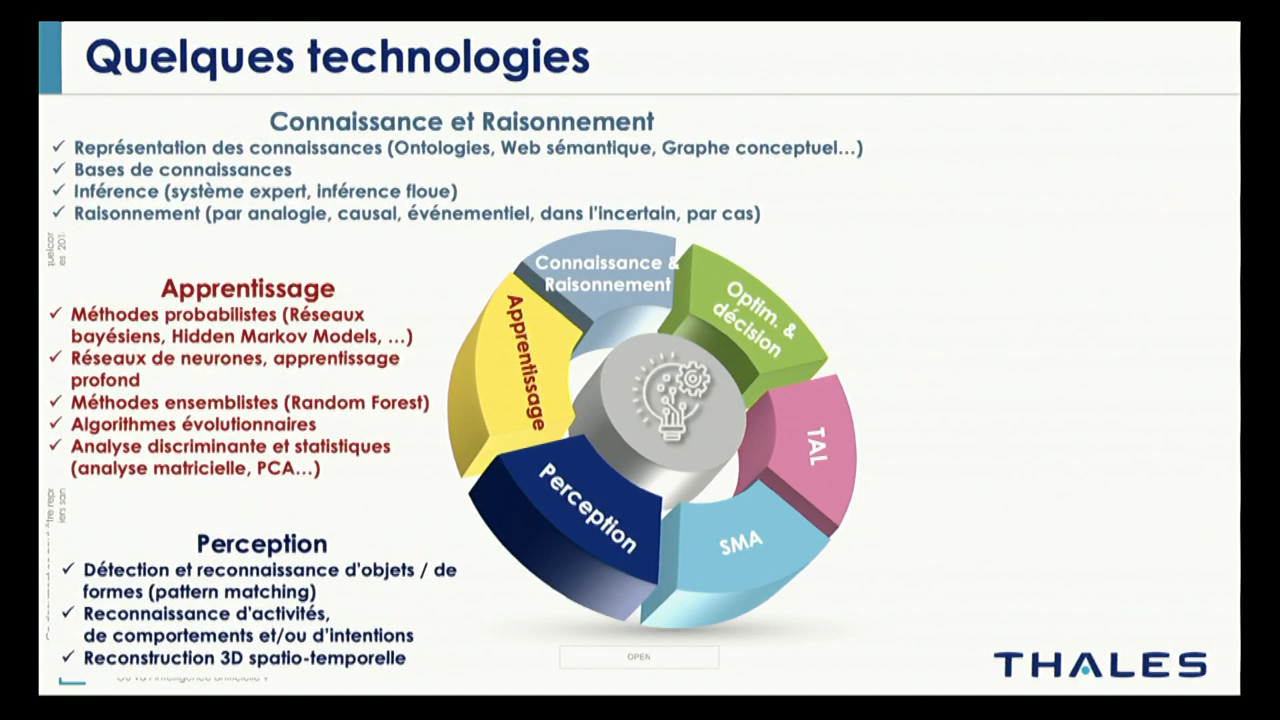 Quelques technologies
Connaissance et Raisonnement
✓ Représentation des connaissances (Ontologies, Web sémantique, Graphe conceptuel…)
✓ Bases de connaissances
✓ Inférence (système expert, inférence floue)
✓ Raisonnement (par analogie, causal, événementiel, dans l'incertain, par cas)
Apprentissage
✓ Méthodes probabilistes (Réseaux
bayésiens, Hidden Markov Models, …)
✓ Réseaux de neurones, apprentissage
profond
✓ Méthodes ensemblistes (Random Forest)
✓ Algorithmes évolutionnaires
✓ Analyse discriminante et statistiques
(analyse matricielle, PCA…)
Perception
✓ Détection et reconnaissance d'objets / de
formes (pattern matching)
✓ Reconnaissance d'activités,
de comportements et/ou d'intentions
✓ Reconstruction 3D spatio-temporelle
Connaissance &
Raisonnement
Optim. &
décision
TAL
SMA
Perception
Apprentissage
OPEN
THALES